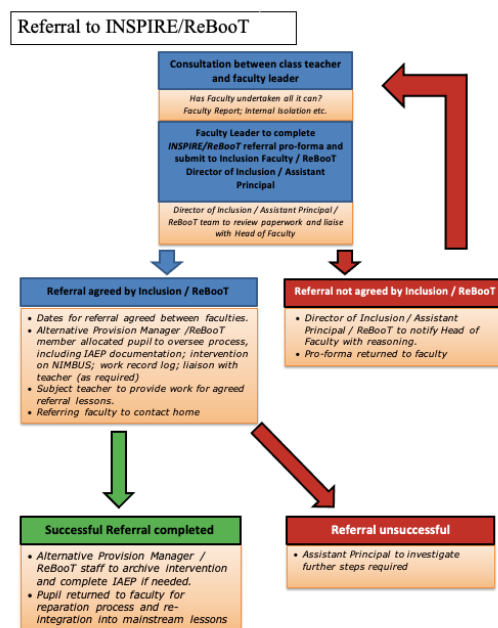 Referral to INSPIRE/ReBooT
Consultation between class teacher
and faculty leader
Has Faculty undertaken all it can?
Faculty Report; Internal Isolation etc.
Faculty Leader to complete
INSPIRE/ReBooT referral pro-forma and
submit to Inclusion Faculty / ReBOOT
Director of Inclusion / Assistant
Principal
Director of Inclusion / Assistant Principal /
ReBooT team to review paperwork and liaise
with Head of Faculty
Referral agreed by Inclusion / ReBooT
• Dates for referral agreed between faculties.
• Alternative Provision Manager /ReBooT
member allocated pupil to oversee process,
including IAEP documentation; intervention
on NIMBUS; work record log; liaison with
teacher (as required)
• Subject teacher to provide work for agreed
referral lessons.
• Referring faculty to contact home
Referral not agreed by Inclusion / ReBooT
• Director of Inclusion / Assistant
Principal / ReBooT to notify Head of
Faculty with reasoning.
• Pro-forma returned to faculty
Successful Referral completed
• Alternative Provision Manager /
ReBooT staff to archive intervention
and complete IAEP if needed.
• Pupil returned to faculty for
reparation process and re-
integration into mainstream lessons
Referral unsuccessful
• Assistant Principal to investigate
further steps required